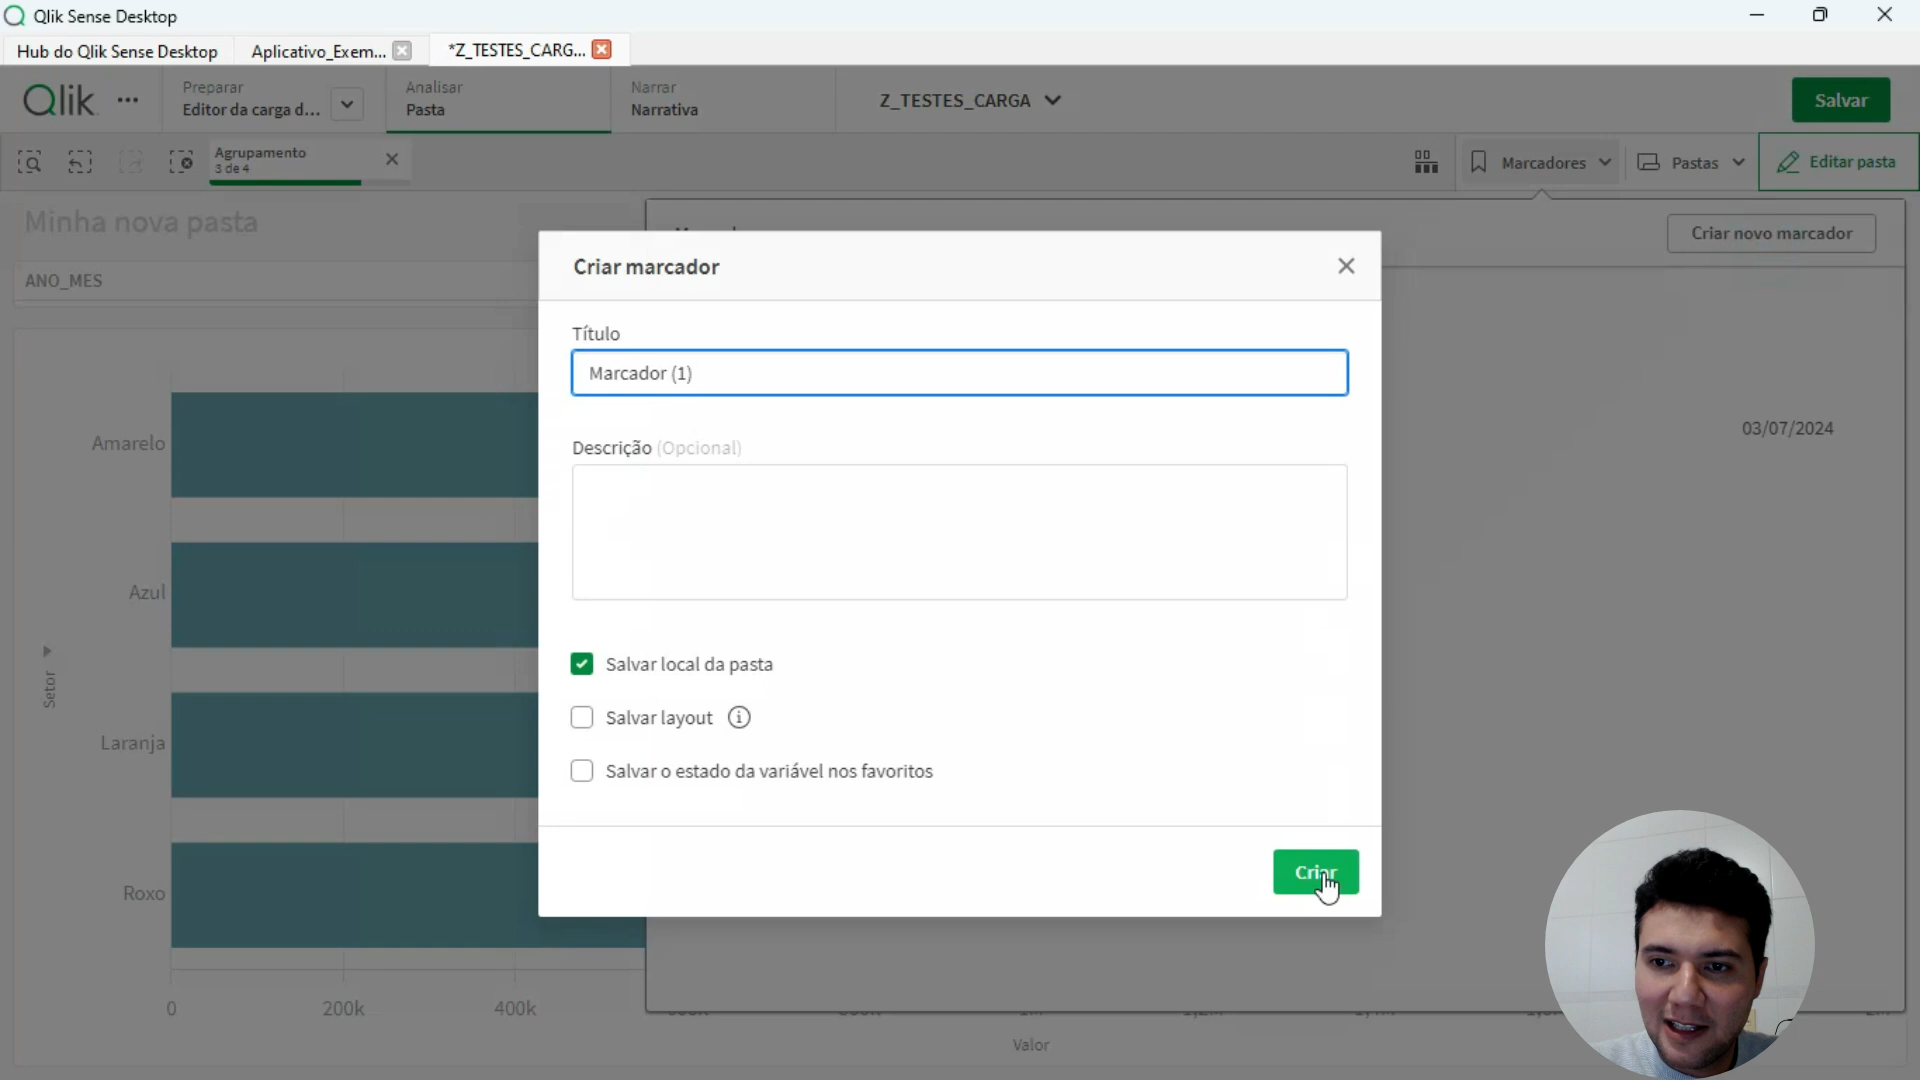 Qlik Sense Desktop
Hub do Qlik Sense Desktop
Aplicativo_Exem...
*Z_TESTES_CARG...
Qlik
Preparar
Editor da carga d...
Analisar
Pasta
Narrar
Narrativa
Z_TESTES_CARGA
Salvar
Agrupamento
3 de 4
Marcadores
Pastas
Editar pasta
Minha nova pasta
Criar novo marcador
ANO_MES
Criar marcador
Título
Marcador (1)
Descrição (Opcional)
03/07/2024
Salvar local da pasta
Salvar layout
Salvar o estado da variável nos favoritos
Criar
Amarelo
Azul
Laranja
Roxo
Setor
0
200k
400k
Valor